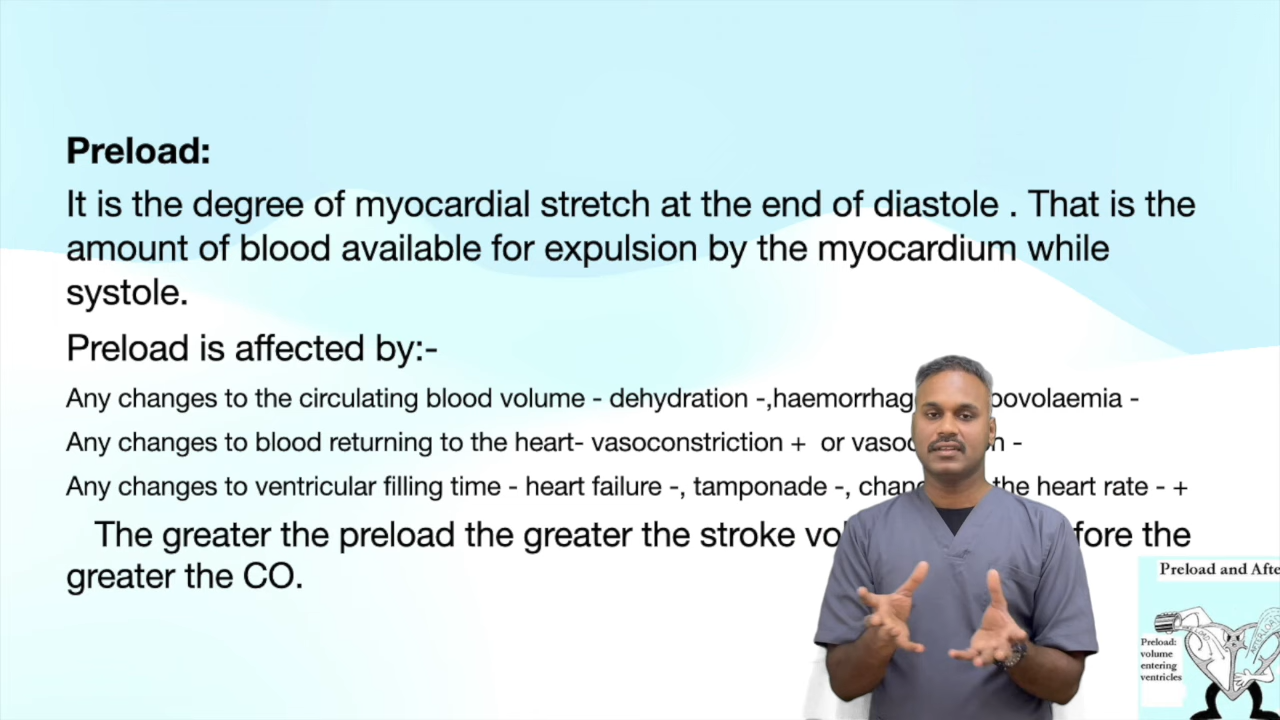 Preload:
It is the degree of myocardial stretch at the end of diastole . That is the
amount of blood available for expulsion by the myocardium while
systole.
Preload is affected by:-
Any changes to the circulating blood volume - dehydration -,haemorrhag povolaemia -
Any changes to blood returning to the heart- vasoconstriction + or vasoc n -
Any changes to ventricular filling time - heart failure -, tamponade -, chan the heart rate - +
The greater the preload the greater the stroke vol fore the
greater the CO.
Preload and Afte
Preload:
volume
entering
ventricles